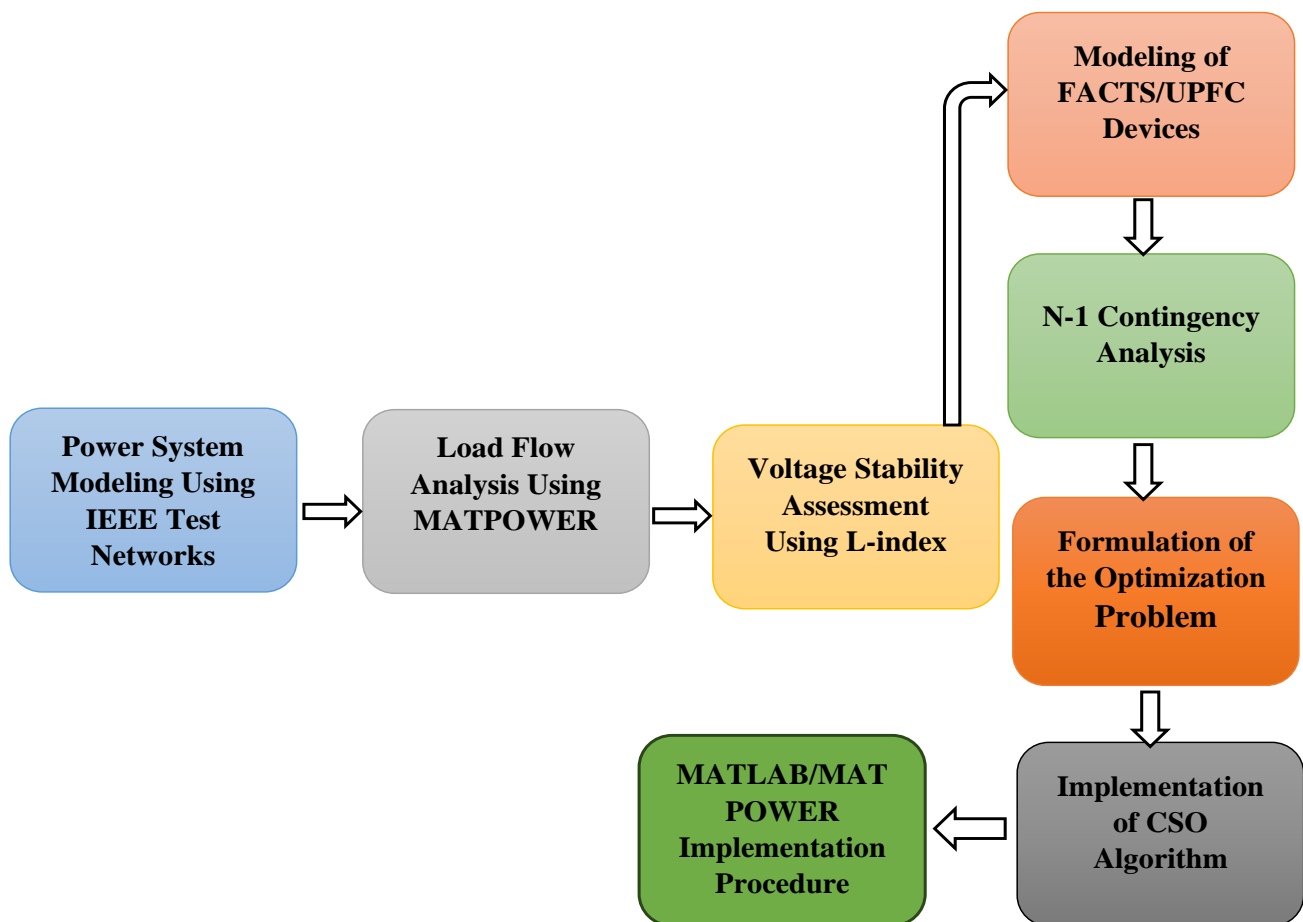 Power System
Modeling Using
IEEE Test
Networks
Load Flow
Analysis Using
MATPOWER
Voltage Stability
Assessment
Using L-index
Modeling of
FACTS/UPFC
Devices
N-1 Contingency
Analysis
Formulation of
the Optimization
Problem
Implementation
of CSO
Algorithm
MATLAB/MAT
POWER
Implementation
Procedure